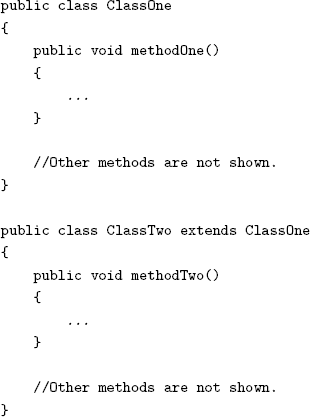 public class ClassOne
{
    public void methodOne()
    {
        ...
    }

    //Other methods are not shown.
}

public class ClassTwo extends ClassOne
{
    public void methodTwo()
    {
        ...
    }

    //Other methods are not shown.
}